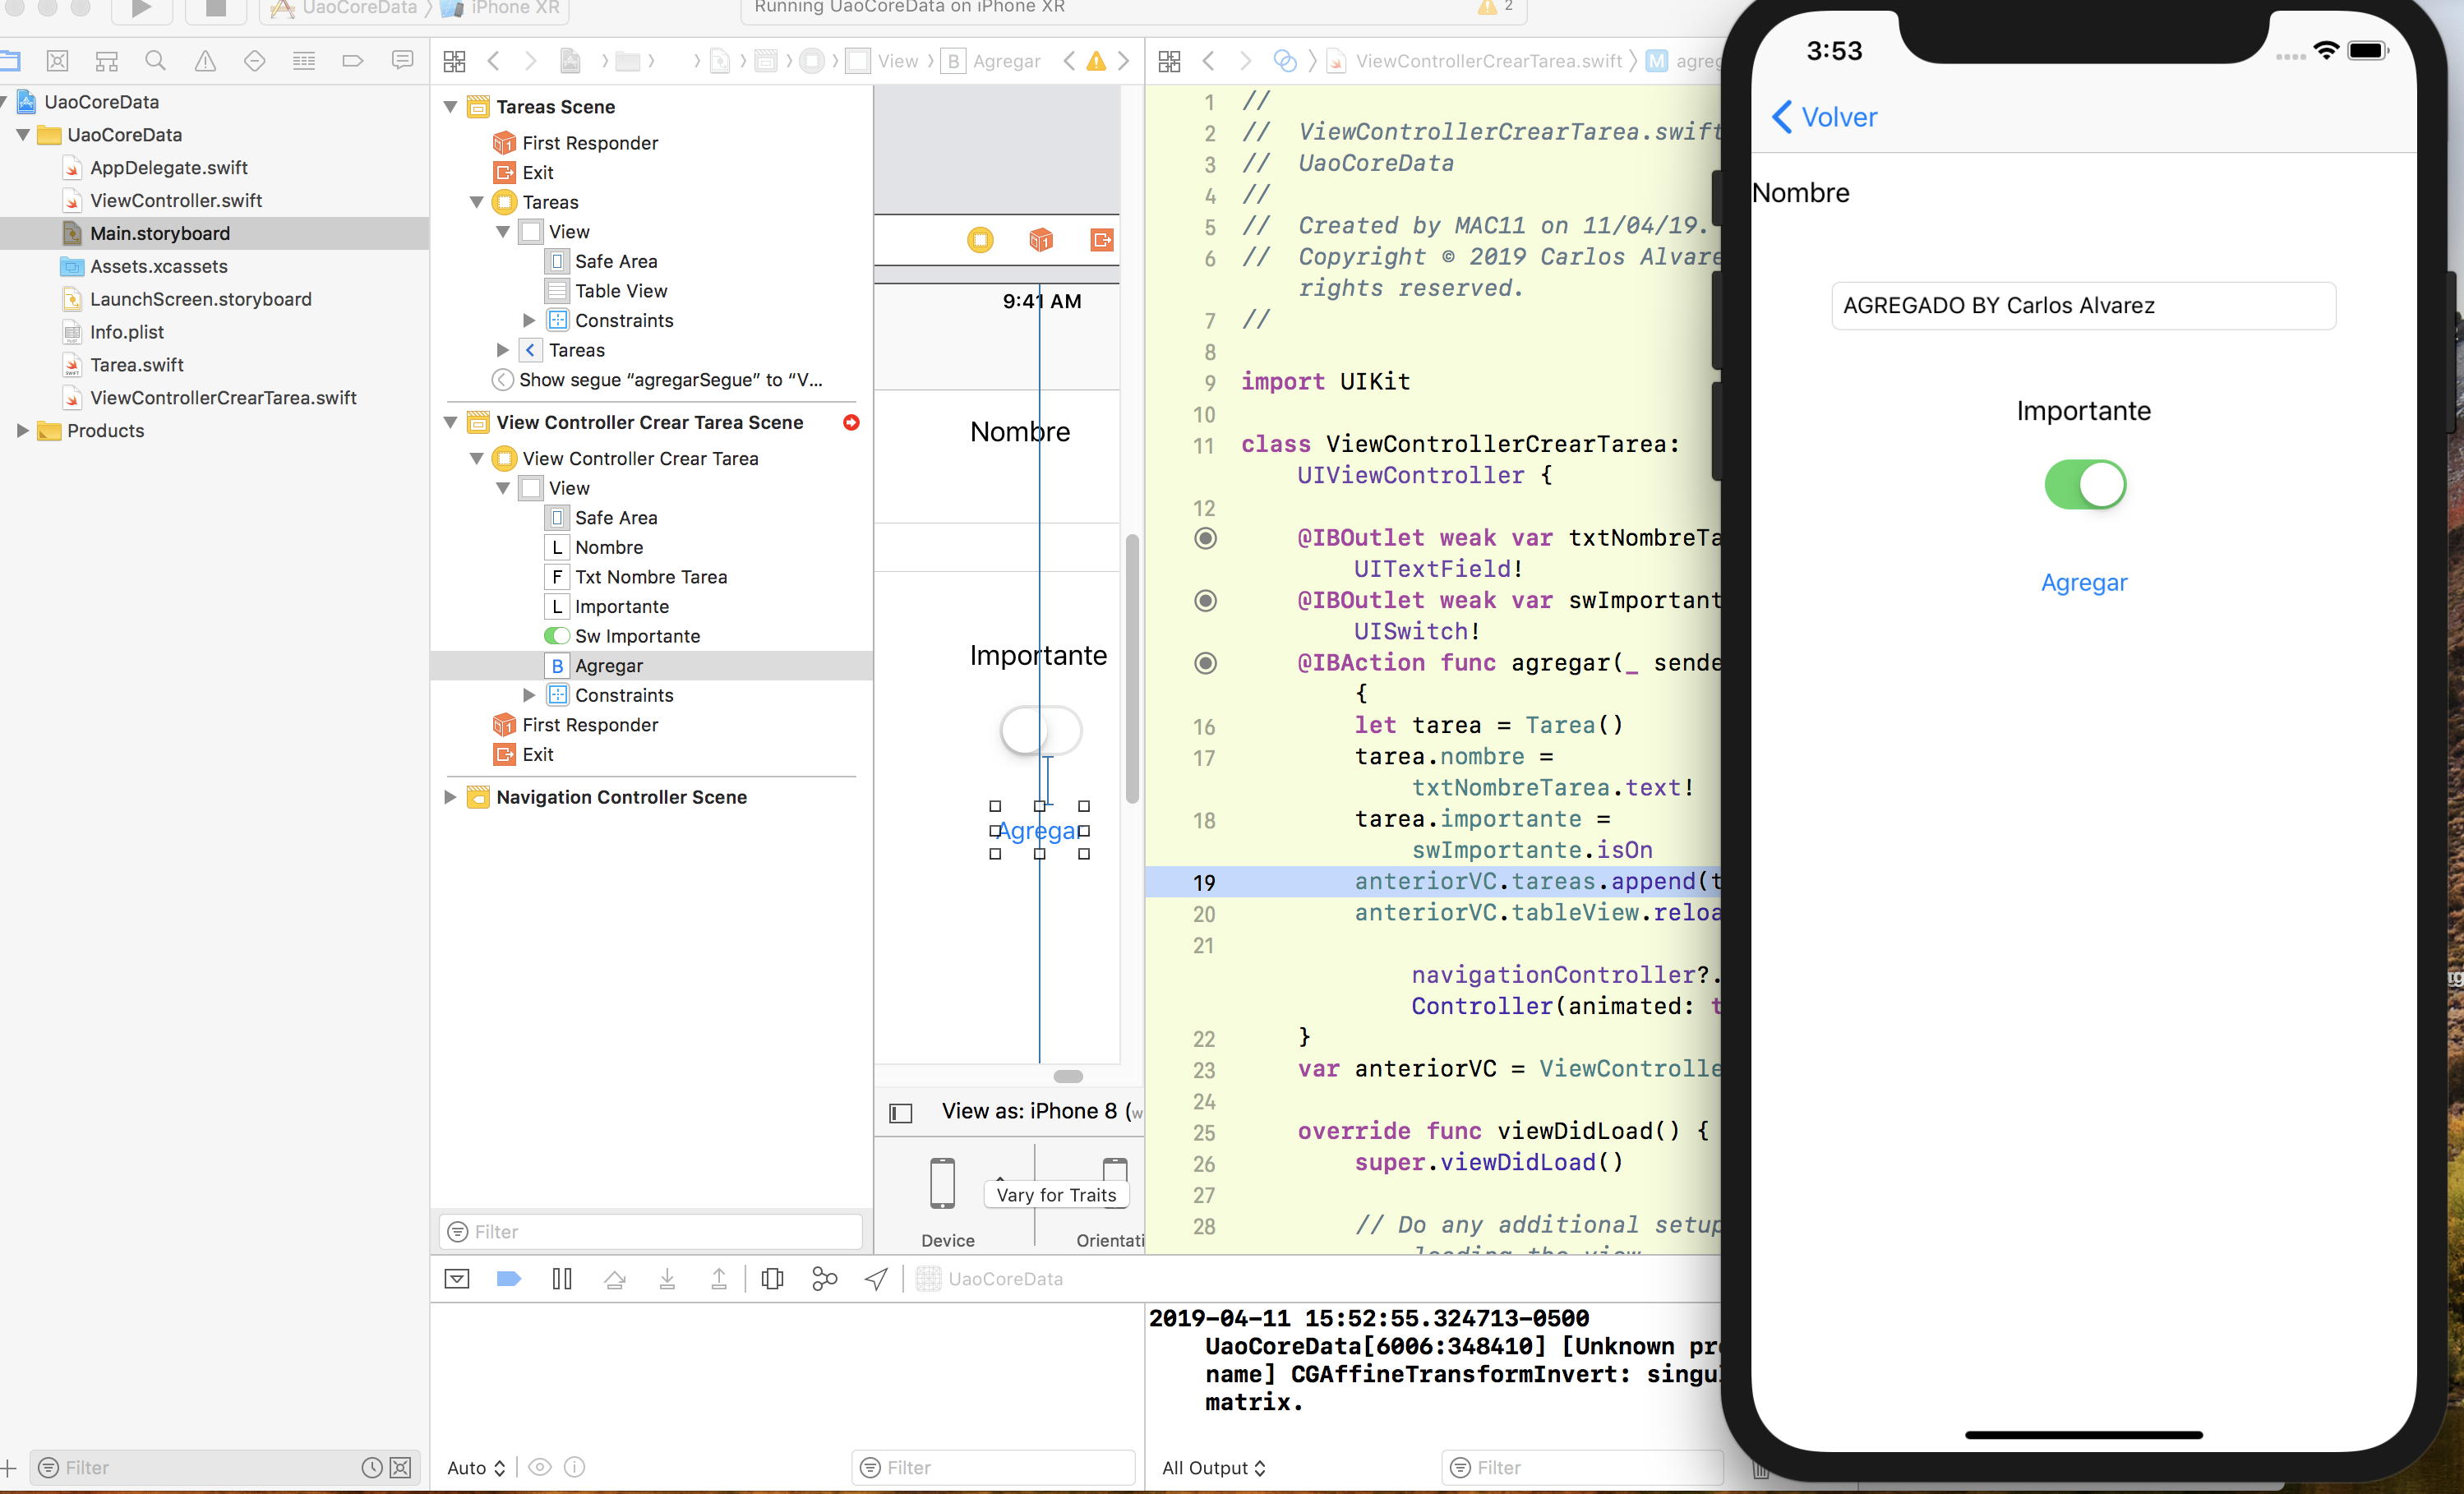 UaoCoreData
iPhone XR
Running UaoCoreData on iPhone XR
2
View
B
Agregar
ViewControllerCrearTarea.swift
M
UaoCoreData
UaoCoreData
AppDelegate.swift
ViewController.swift
Main.storyboard
Assets.xcassets
LaunchScreen.storyboard
Info.plist
Tarea.swift
ViewControllerCrearTarea.swift
Products
Filter
Tareas Scene
First Responder
Exit
Tareas
View
Safe Area
Table View
Constraints
Tareas
Show segue “agregarSegue” to “V...
View Controller Crear Tarea Scene
View Controller Crear Tarea
View
Safe Area
L Nombre
F Txt Nombre Tarea
L Importante
Sw Importante
B Agregar
Constraints
First Responder
Exit
Navigation Controller Scene
Filter
9:41 AM
Nombre
Importante
Agregar
View as: iPhone 8 (w
Vary for Traits
Device
1 //
2 // ViewControllerCrearTarea.swift
3 // UaoCoreData
4 //
5 // Created by MAC11 on 11/04/19.
6 // Copyright © 2019 Carlos
rights reserved.
7 //
8
9 import UIKit
10
11 class ViewControllerCrearTarea:
UIViewController {
12
@IBOutlet weak var
UITextField!
@IBOutlet weak var
UISwitch!
@IBAction func agregar(_
{
16 let tarea = Tarea()
17 tarea.nombre =
txtNombreTarea.text!
18 tarea.importante =
swImportante.isOn
19 anteriorVC.tareas.append(
20 anteriorVC.tableView.
21
navigationController?.
Controller(animated:
22 }
23 var anteriorVC =
24
25 override func viewDidLoad() {
26 super.viewDidLoad()
27
28 // Do any additional setup
UaoCoreData
2019-04-11 15:52:55.324713-0500
UaoCoreData[6006:348410] [Unknown
name] CGAffineTransformInvert:
matrix.
Auto
Filter
All Output
Filter
3:53
Volver
Nombre
AGREGADO BY Carlos Alvarez
Importante
Agregar